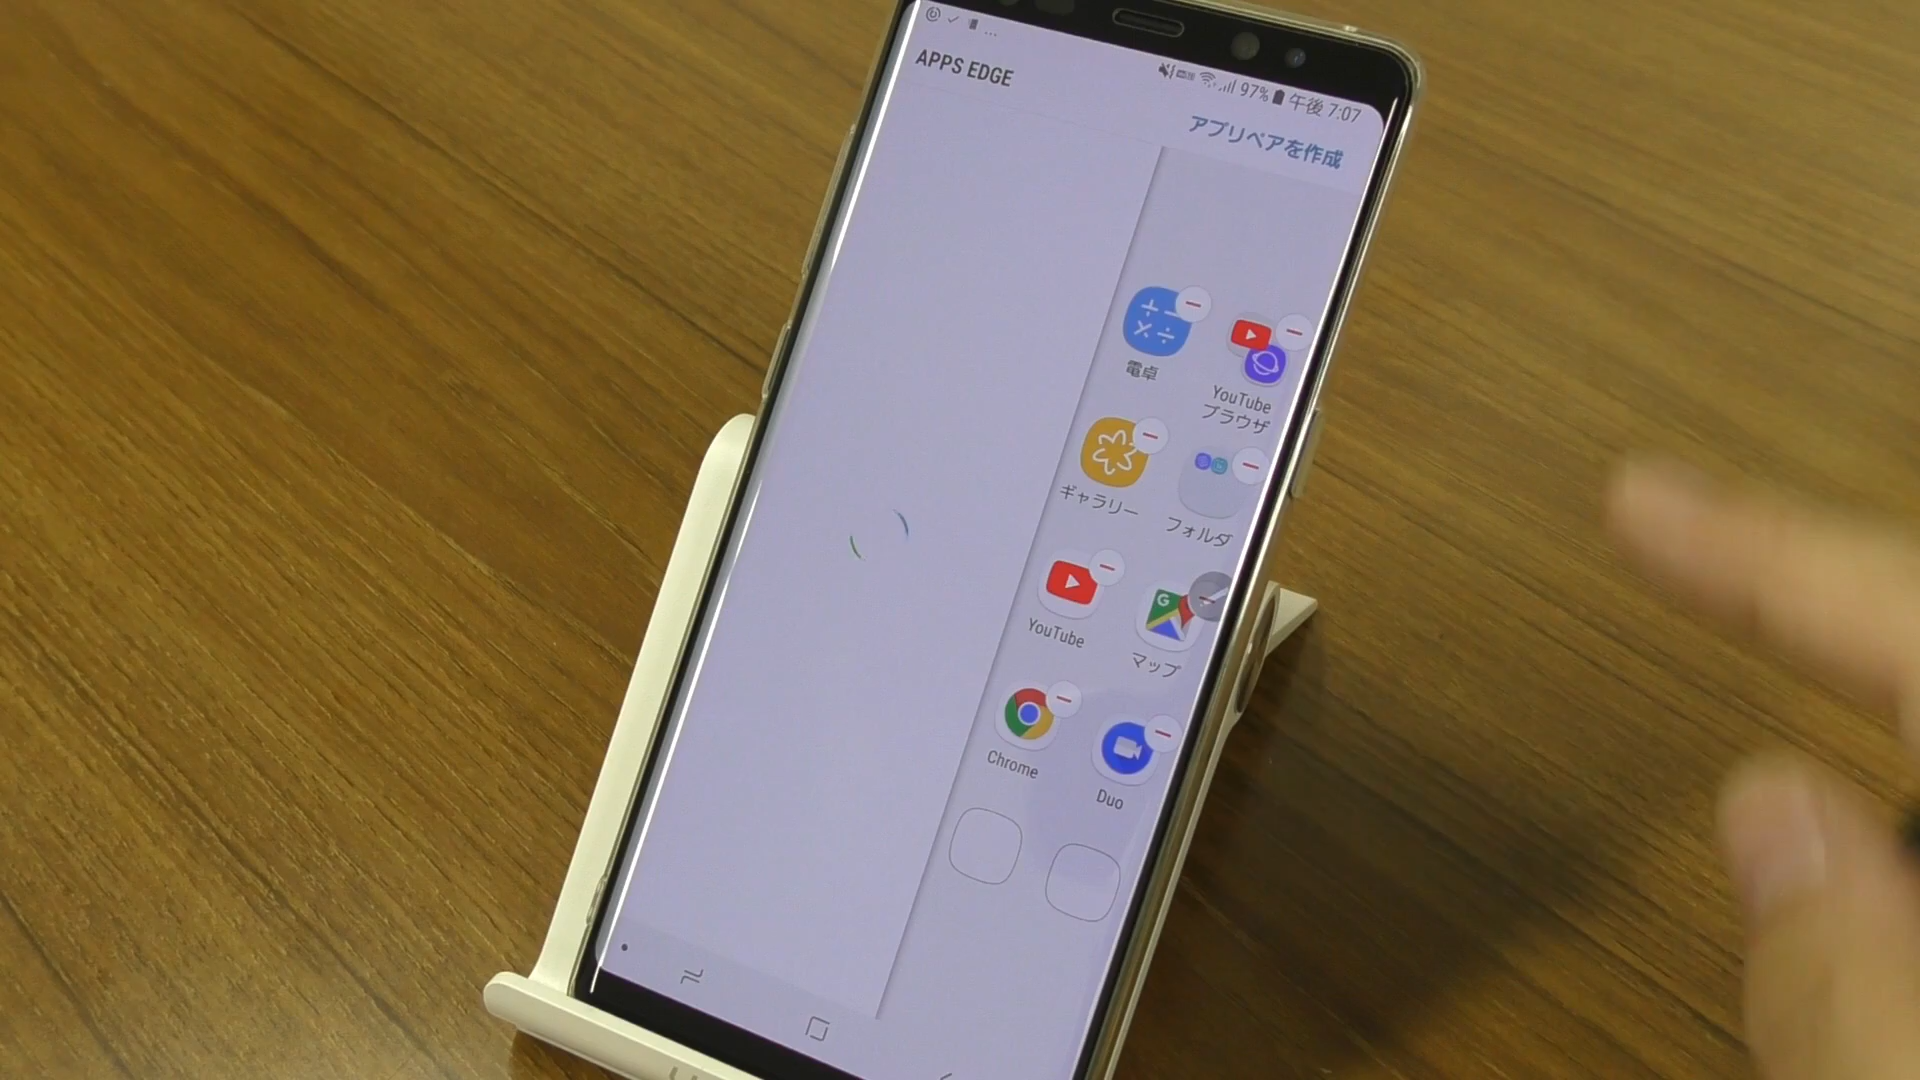 97% 午後 7:07
APPS EDGE
アプリペアを作成
電卓
YouTube
ブラウザ
ギャラリー
フォルダ
YouTube
マップ
Chrome
Duo